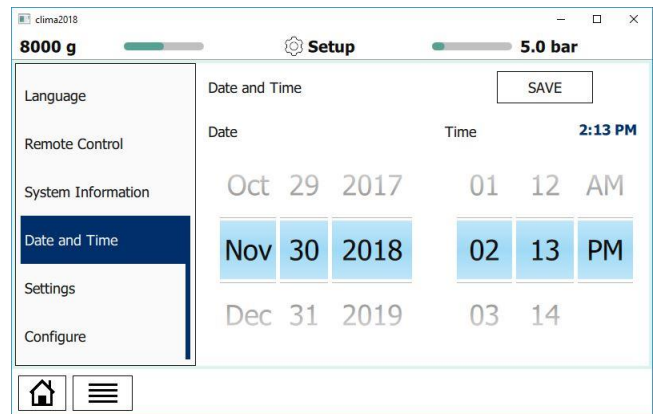 clima2018
8000 g Setup 5.0 bar
Language
Remote Control
System Information
Date and Time
Settings
Configure
Date and Time SAVE
Date Time 2:13 PM
Oct 29 2017 01 12 AM
Nov 30 2018 02 13 PM
Dec 31 2019 03 14